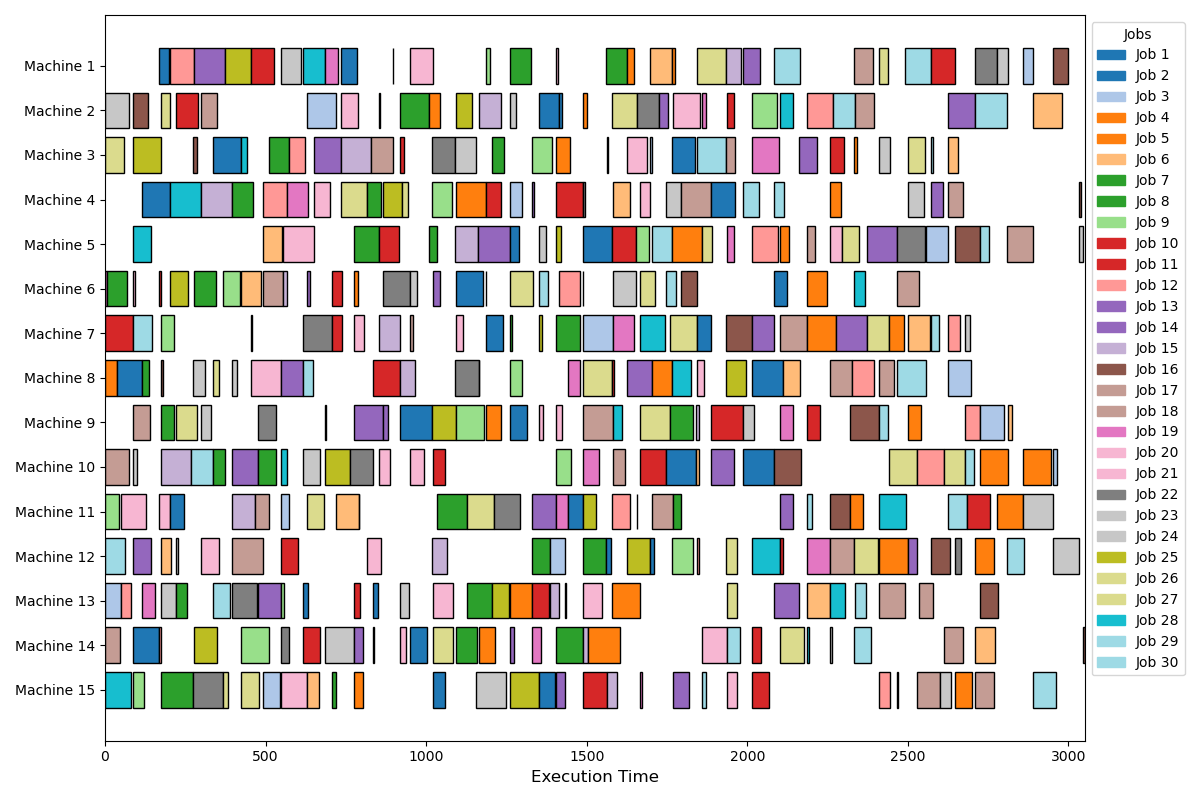 Machine 1
Machine 2
Machine 3
Machine 4
Machine 5
Machine 6
Machine 7
Machine 8
Machine 9
Machine 10
Machine 11
Machine 12
Machine 13
Machine 14
Machine 15
0 500 1000 1500 2000 2500 3000
Execution Time
Jobs
Job 1
Job 2
Job 3
Job 4
Job 5
Job 6
Job 7
Job 8
Job 9
Job 10
Job 11
Job 12
Job 13
Job 14
Job 15
Job 16
Job 17
Job 18
Job 19
Job 20
Job 21
Job 22
Job 23
Job 24
Job 25
Job 26
Job 27
Job 28
Job 29
Job 30